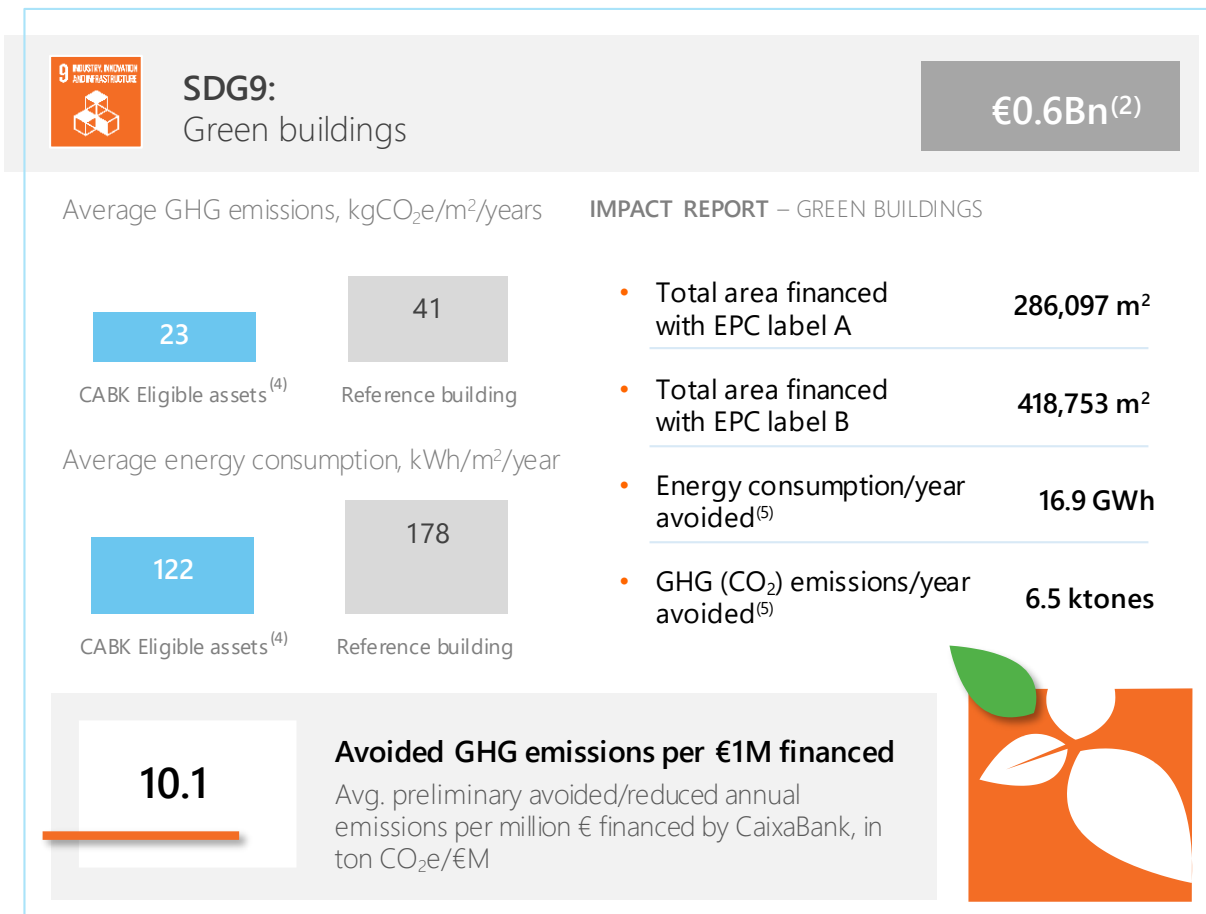 9 INDUSTRY, INNOVATION
AND INFRASTRUCTURE
SDG9:
Green buildings
€0.6Bn⁽²⁾
Average GHG emissions, kgCO₂e/m²/years
23
41
CABK Eligible assets⁽⁴⁾
Reference building
Average energy consumption, kWh/m²/year
122
178
CABK Eligible assets⁽⁴⁾
Reference building
IMPACT REPORT – GREEN BUILDINGS
• Total area financed
with EPC label A
286,097 m²
• Total area financed
with EPC label B
418,753 m²
• Energy consumption/year
avoided⁽⁵⁾
16.9 GWh
• GHG (CO₂) emissions/year
avoided⁽⁵⁾
6.5 ktones
10.1
Avoided GHG emissions per €1M financed
Avg. preliminary avoided/reduced annual
emissions per million € financed by CaixaBank, in
ton CO₂e/€M